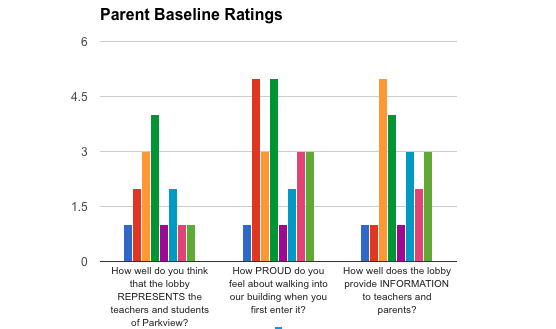 Parent Baseline Ratings
6
4.5
3
1.5
0
How well do you think
that the lobby
REPRESENTS the
teachers and students
of Parkview?
How PROUD do you
feel about walking into
our building when you
first enter it?
How well does the lobby
provide INFORMATION
to teachers and
parents?